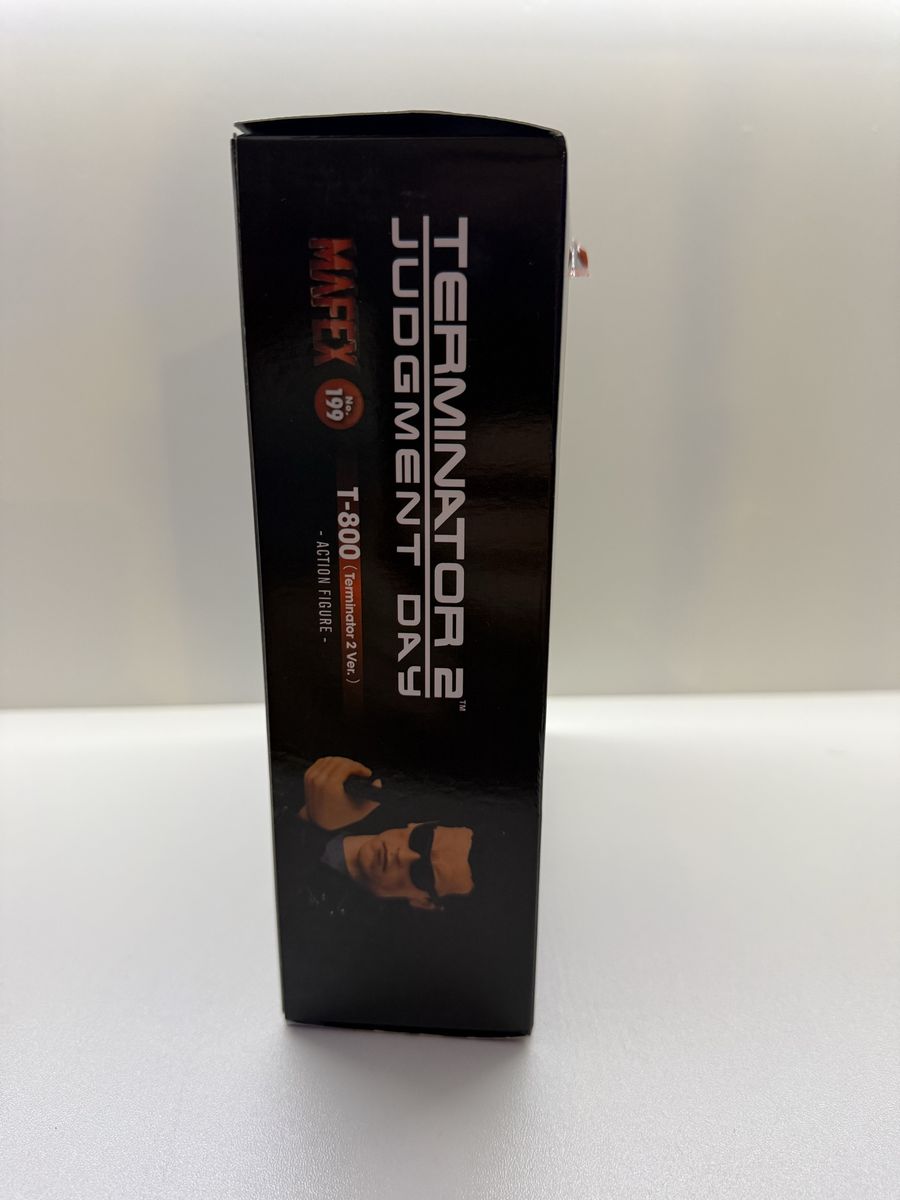 TERMINATOR 2™
JUDGMENT DAY
MAFEX No. 199
T-800 (Terminator 2 Ver.)
- ACTION FIGURE -